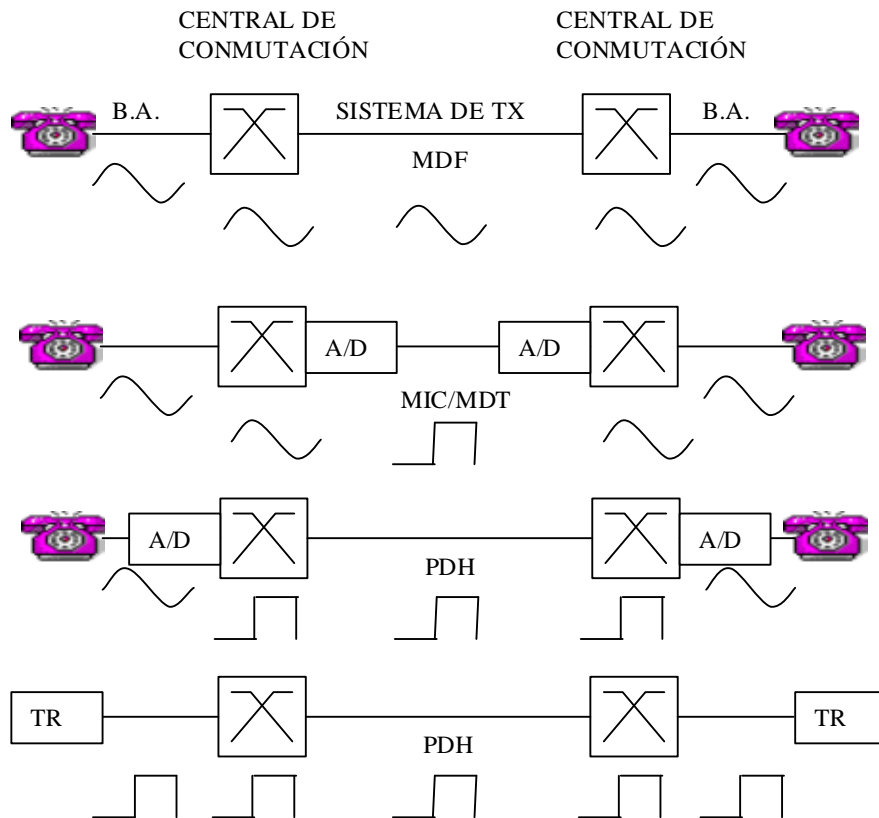 CENTRAL DE
CONMUTACIÓN
CENTRAL DE
CONMUTACIÓN
B.A.
SISTEMA DE TX
B.A.
MDF
A/D
A/D
MIC/MDT
A/D
A/D
PDH
TR
TR
PDH